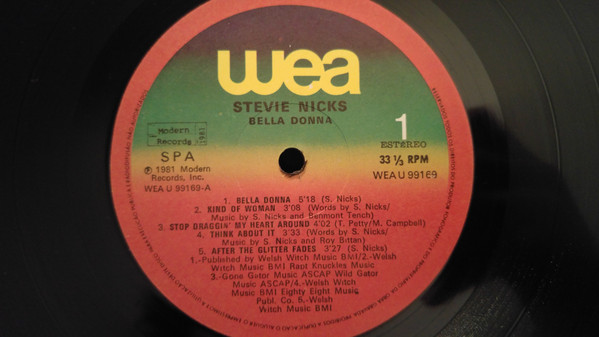 wea
STEVIE NICKS
BELLA DONNA
Modern
Records 1981
1
ESTÉREO
SPA
33 ⅓ RPM
℗ 1981 Modern
Records, Inc.
WEA U 99169-A
WEA U 99169
1. BELLA DONNA 5'18 (S. Nicks)
2. KIND OF WOMAN 3'08 (Words by S. Nicks/
Music by S. Nicks and Benmont Tench)
3. STOP DRAGGIN' MY HEART AROUND 4'02 (T. Petty/M. Campbell)
4. THINK ABOUT IT 3'33 (Words by S. Nicks/
Music by S. Nicks and Roy Bittan)
5. AFTER THE GLITTER FADES 3'27 (S. Nicks)
1.-Published by Welsh Witch Music BMI/2.-Welsh
Witch Music BMI Rapt Knuckles Music
3.-Gone Gator Music ASCAP Wild Gator
Music ASCAP/4.-Welsh Witch
Music BMI Eighty Eight Music
Publ. Co. 5.-Welsh
Witch Music BMI